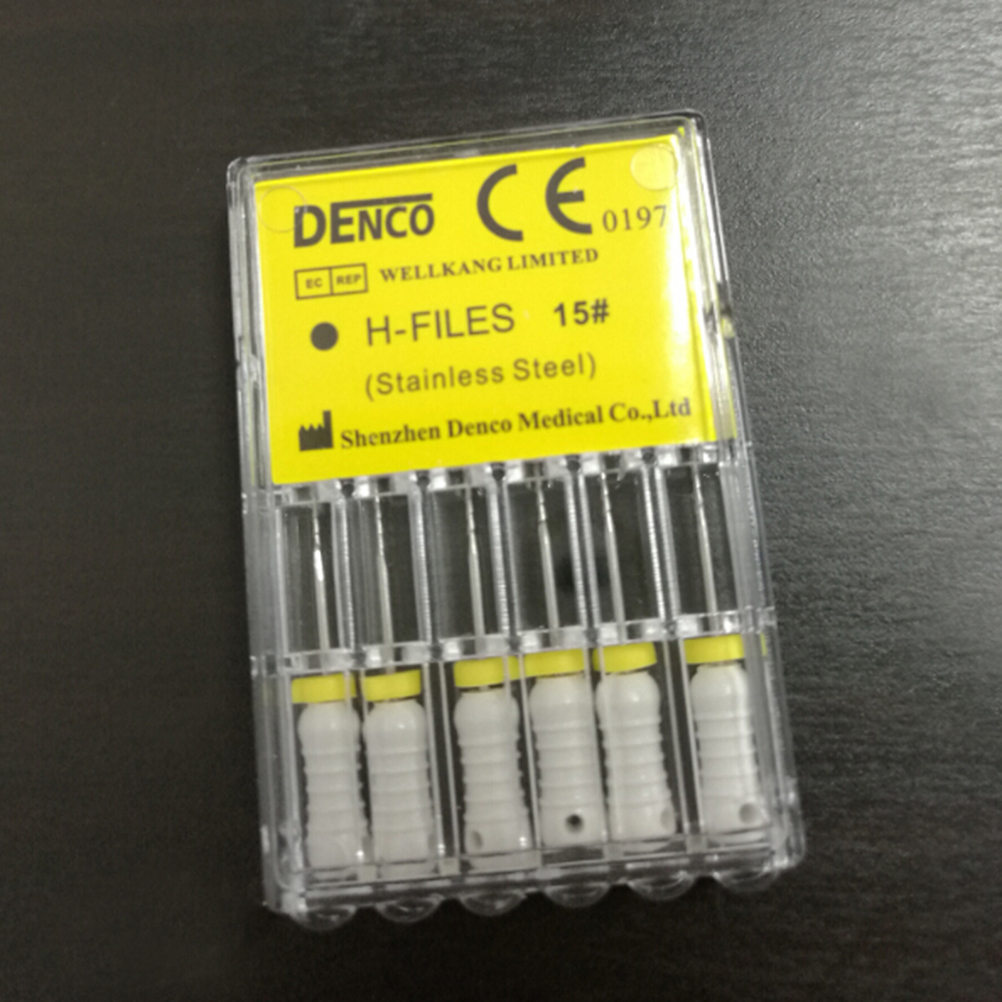 DENCO CE 0197
EC REP WELLKANG LIMITED
H-FILES 15#
(Stainless Steel)
Shenzhen Denco Medical Co.,Ltd